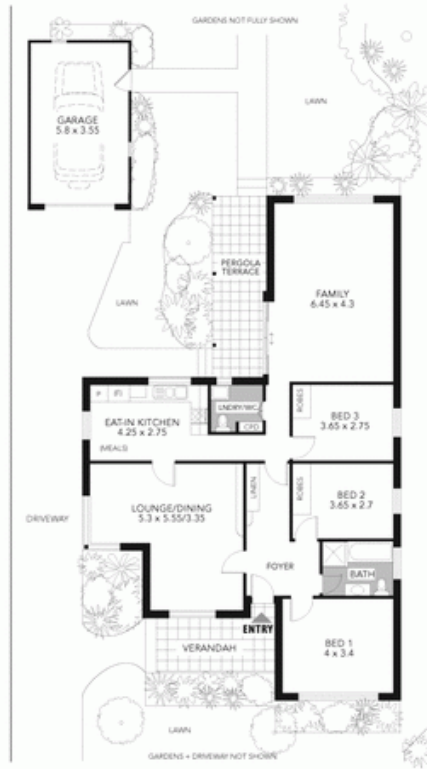 GARDENS NOT FULLY SHOWN
GARAGE
5.8 x 3.55
LAWN
PERGOLA
TERRACE
FAMILY
6.45 x 4.3
LAWN
P
(F)
LNDRY/WC
CPD
EAT-IN KITCHEN
4.25 x 2.75
(MEALS)
ROBES
BED 3
3.65 x 2.75
LINEN
ROBES
BED 2
3.65 x 2.7
LOUNGE/DINING
5.3 x 5.55/3.35
DRIVEWAY
FOYER
BATH
ENTRY
VERANDAH
BED 1
4 x 3.4
LAWN
GARDENS + DRIVEWAY NOT SHOWN